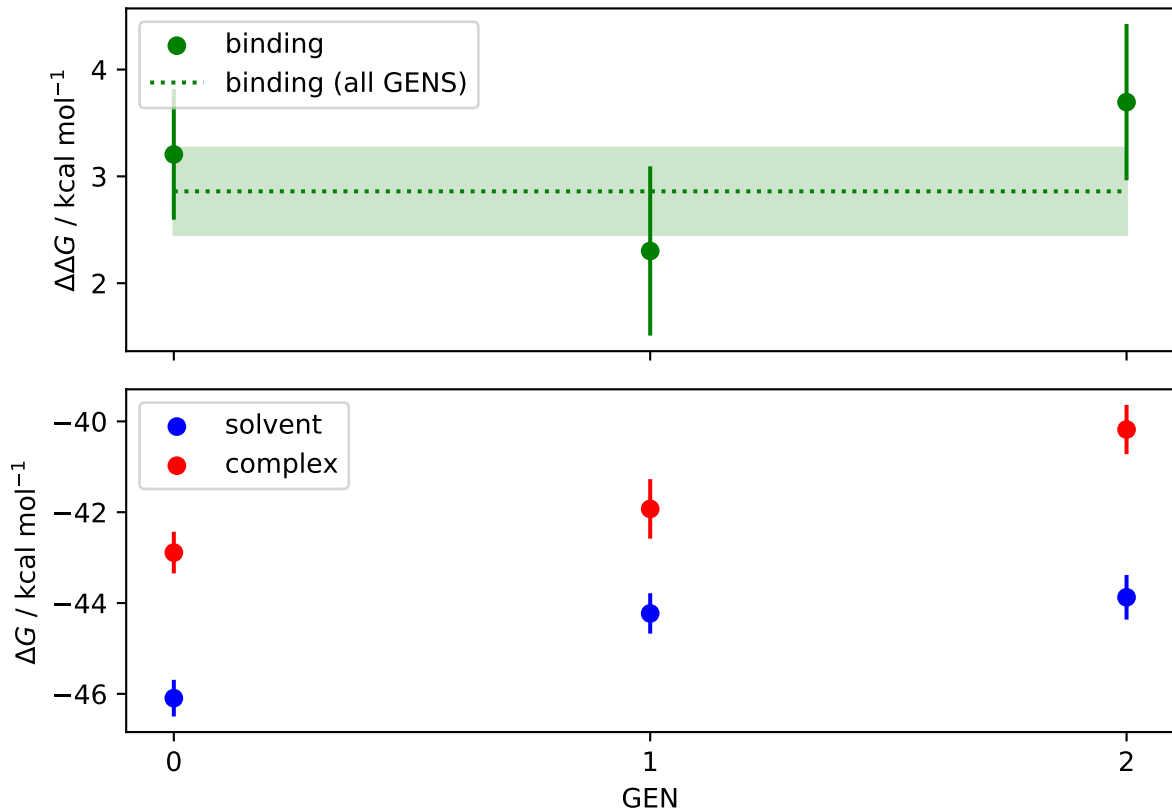 binding
binding (all GENS)
4
3
2
ΔΔG / kcal mol⁻¹
solvent
complex
−40
−42
−44
−46
ΔG / kcal mol⁻¹
0 1 2
GEN